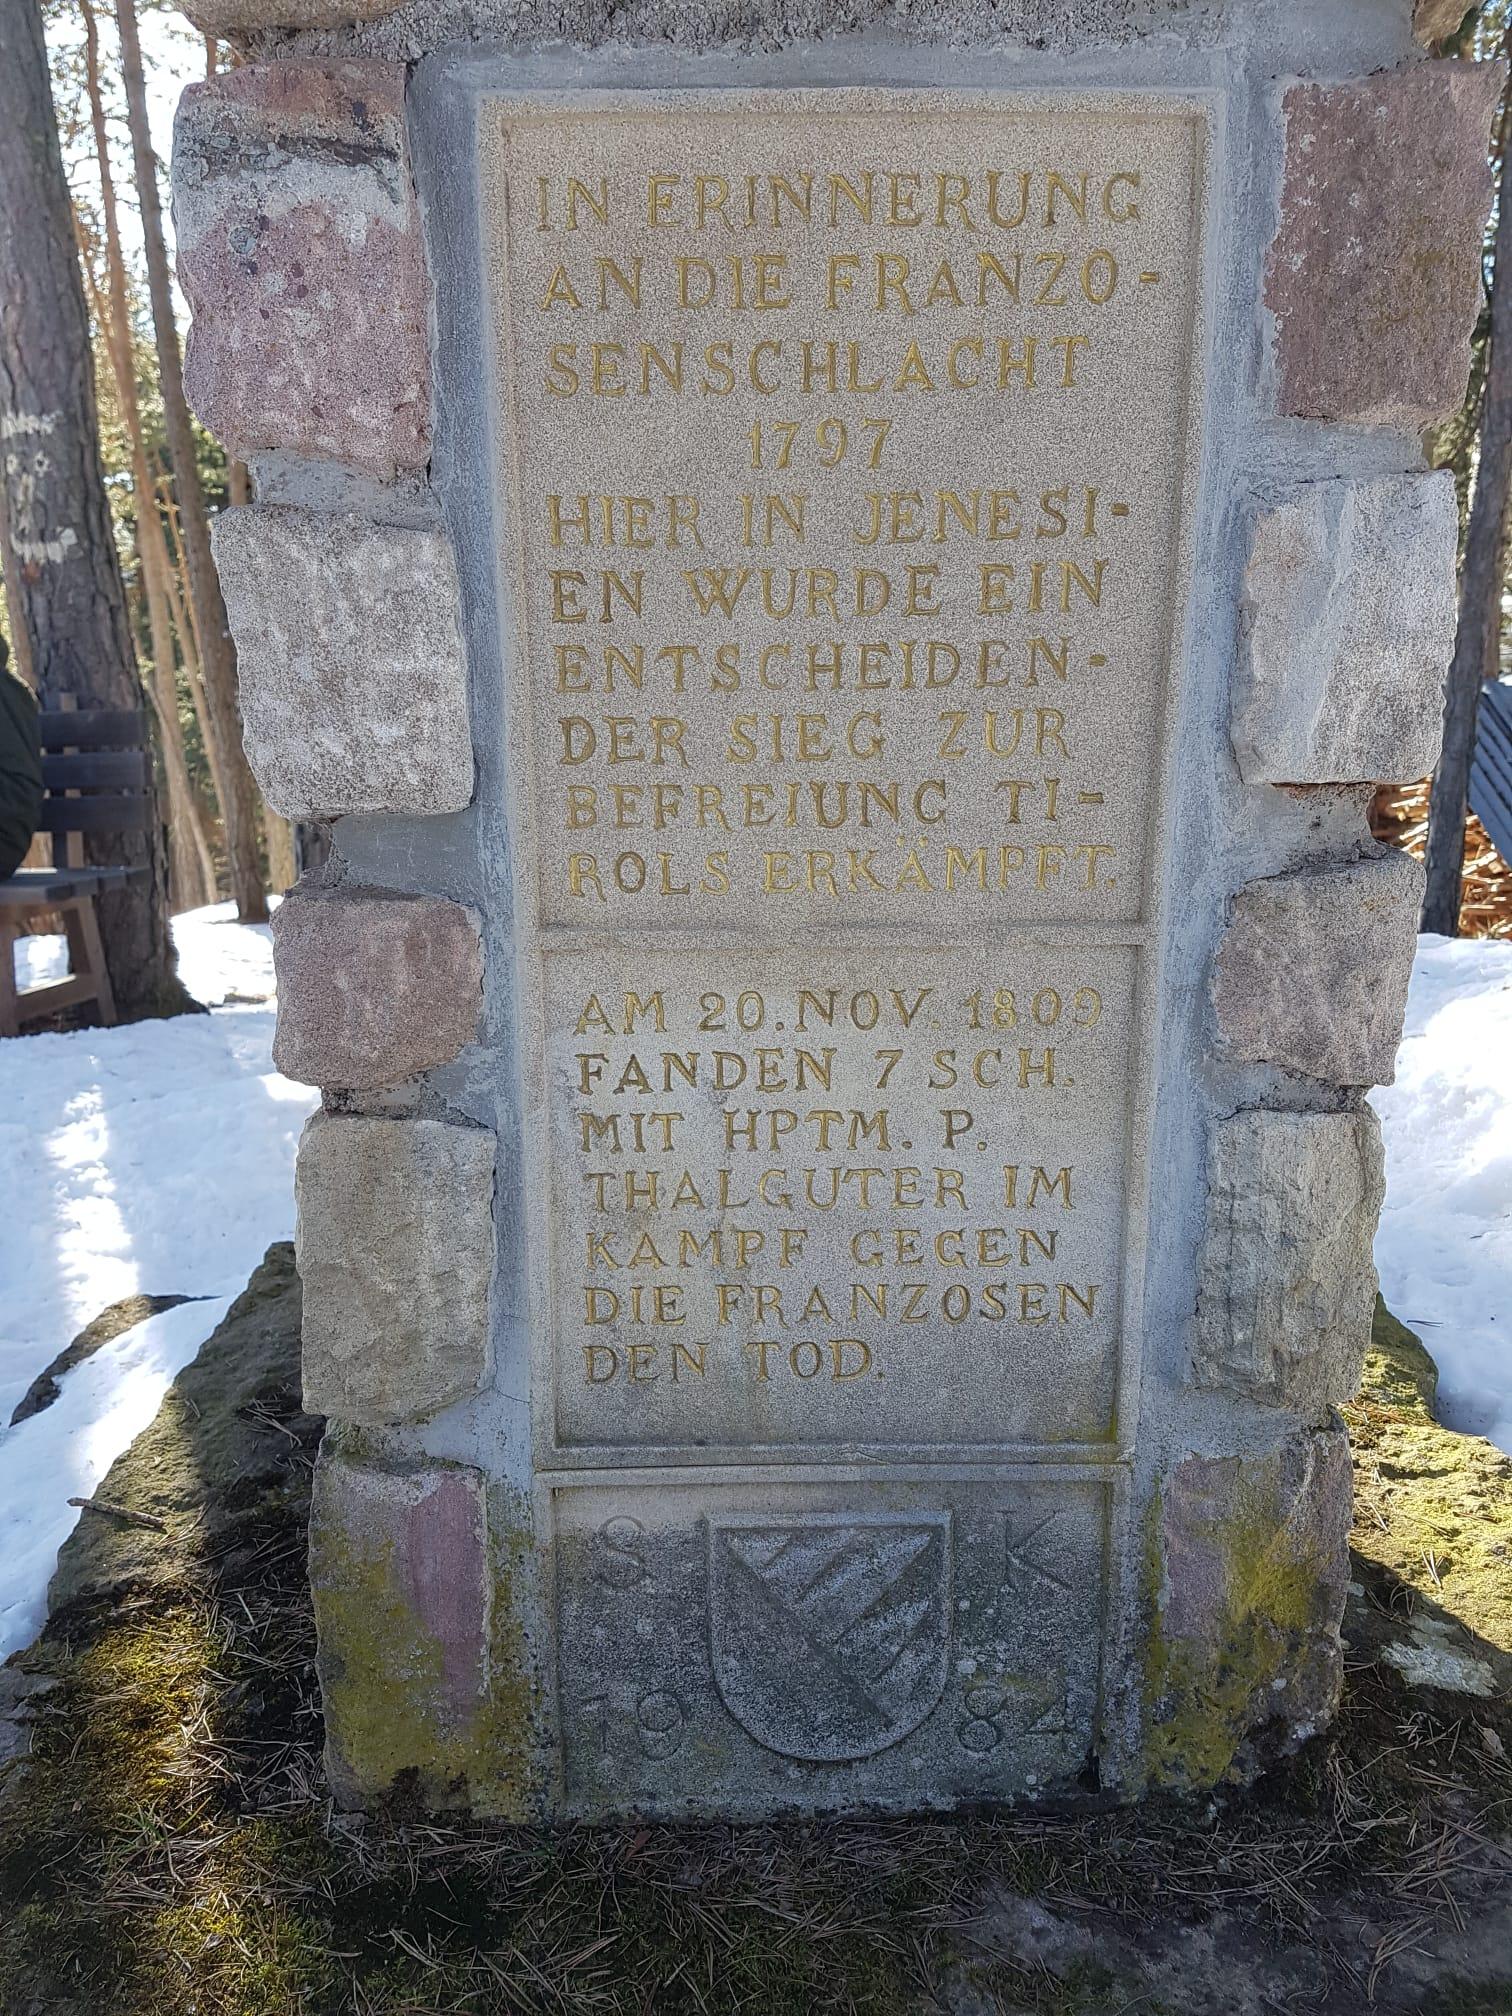 IN ERINNERUNG
AN DIE FRANZO-
SENSCHLACHT
1797
HIER IN JENESI-
EN WURDE EIN
ENTSCHEIDEN-
DER SIEG ZUR
BEFREIUNG TI-
ROLS ERKÄMPFT.
AM 20. NOV. 1809
FANDEN 7 SCH.
MIT HPTM. P.
THALGUTER IM
KAMPF GEGEN
DIE FRANZOSEN
DEN TOD.
S K
19 84